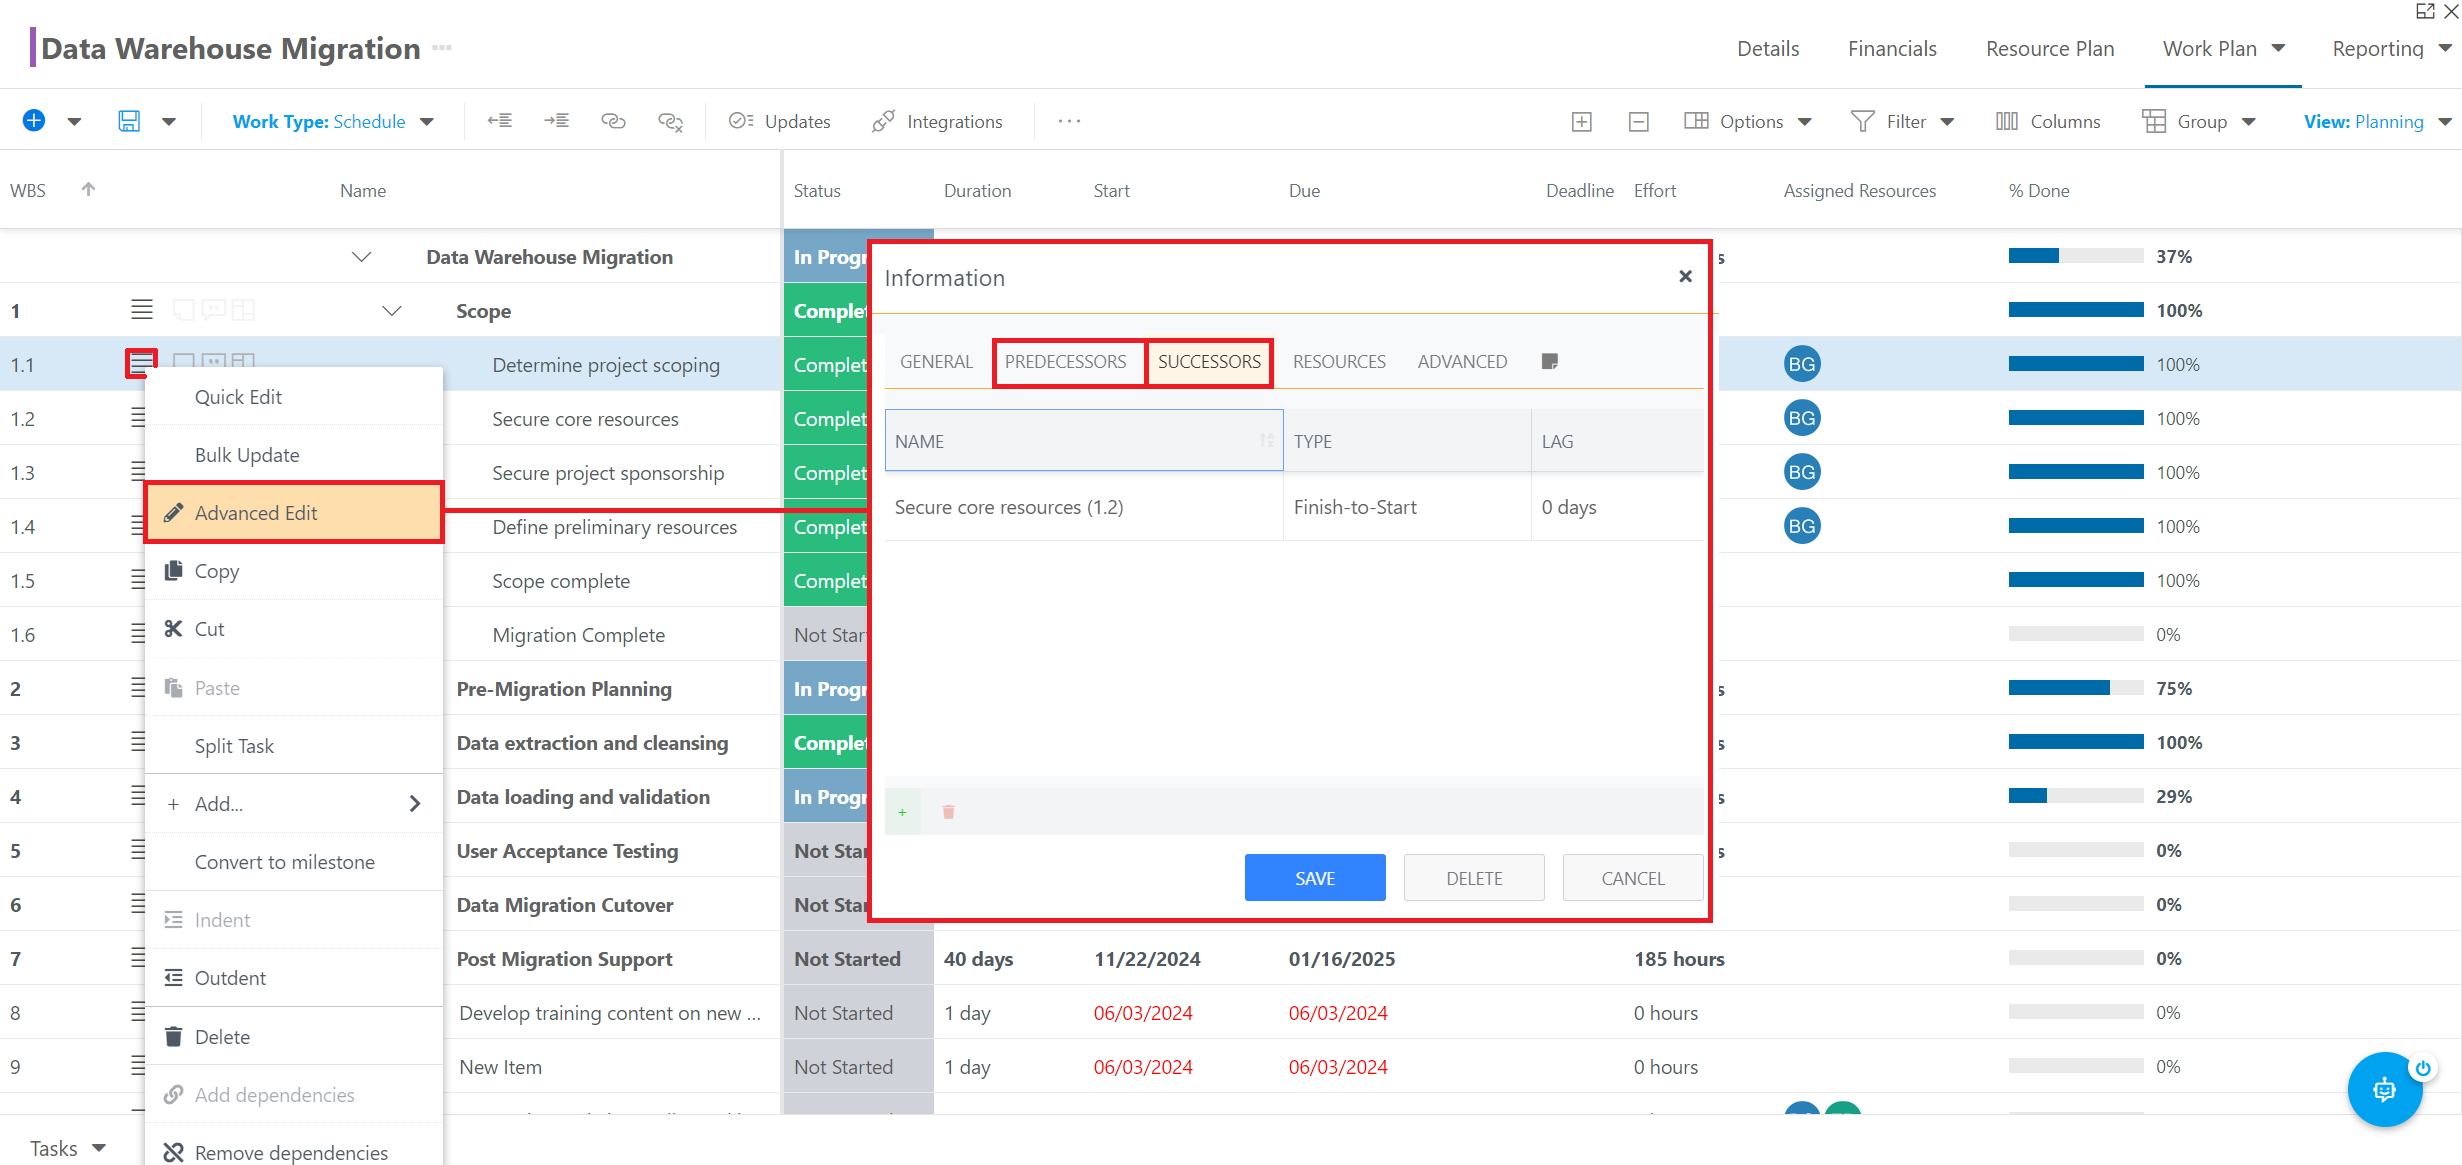 Data Warehouse Migration
Details Financials Resource Plan Work Plan Reporting
Work Type: Schedule Updates Integrations Options Filter Columns Group View: Planning
WBS Name Status Duration Start Due Deadline Effort Assigned Resources % Done
Data Warehouse Migration In Progr s 37%
1 Scope Complet 100%
1.1 Determine project scoping Complet BG 100%
1.2 Secure core resources Complet BG 100%
1.3 Secure project sponsorship Complet BG 100%
1.4 Define preliminary resources Complet BG 100%
1.5 Scope complete Complet 100%
1.6 Migration Complete Not Star 0%
2 Pre-Migration Planning In Progr s 75%
3 Data extraction and cleansing Complet s 100%
4 Data loading and validation In Progr s 29%
5 User Acceptance Testing Not Sta s 0%
6 Data Migration Cutover Not Sta 0%
7 Post Migration Support Not Started 40 days 11/22/2024 01/16/2025 185 hours 0%
8 Develop training content on new ... Not Started 1 day 06/03/2024 06/03/2024 0 hours 0%
9 New Item Not Started 1 day 06/03/2024 06/03/2024 0 hours 0%
Tasks
Quick Edit
Bulk Update
Advanced Edit
Copy
Cut
Paste
Split Task
Add...
Convert to milestone
Indent
Outdent
Delete
Add dependencies
Remove dependencies
Information
GENERAL PREDECESSORS SUCCESSORS RESOURCES ADVANCED
NAME TYPE LAG
Secure core resources (1.2) Finish-to-Start 0 days
SAVE DELETE CANCEL